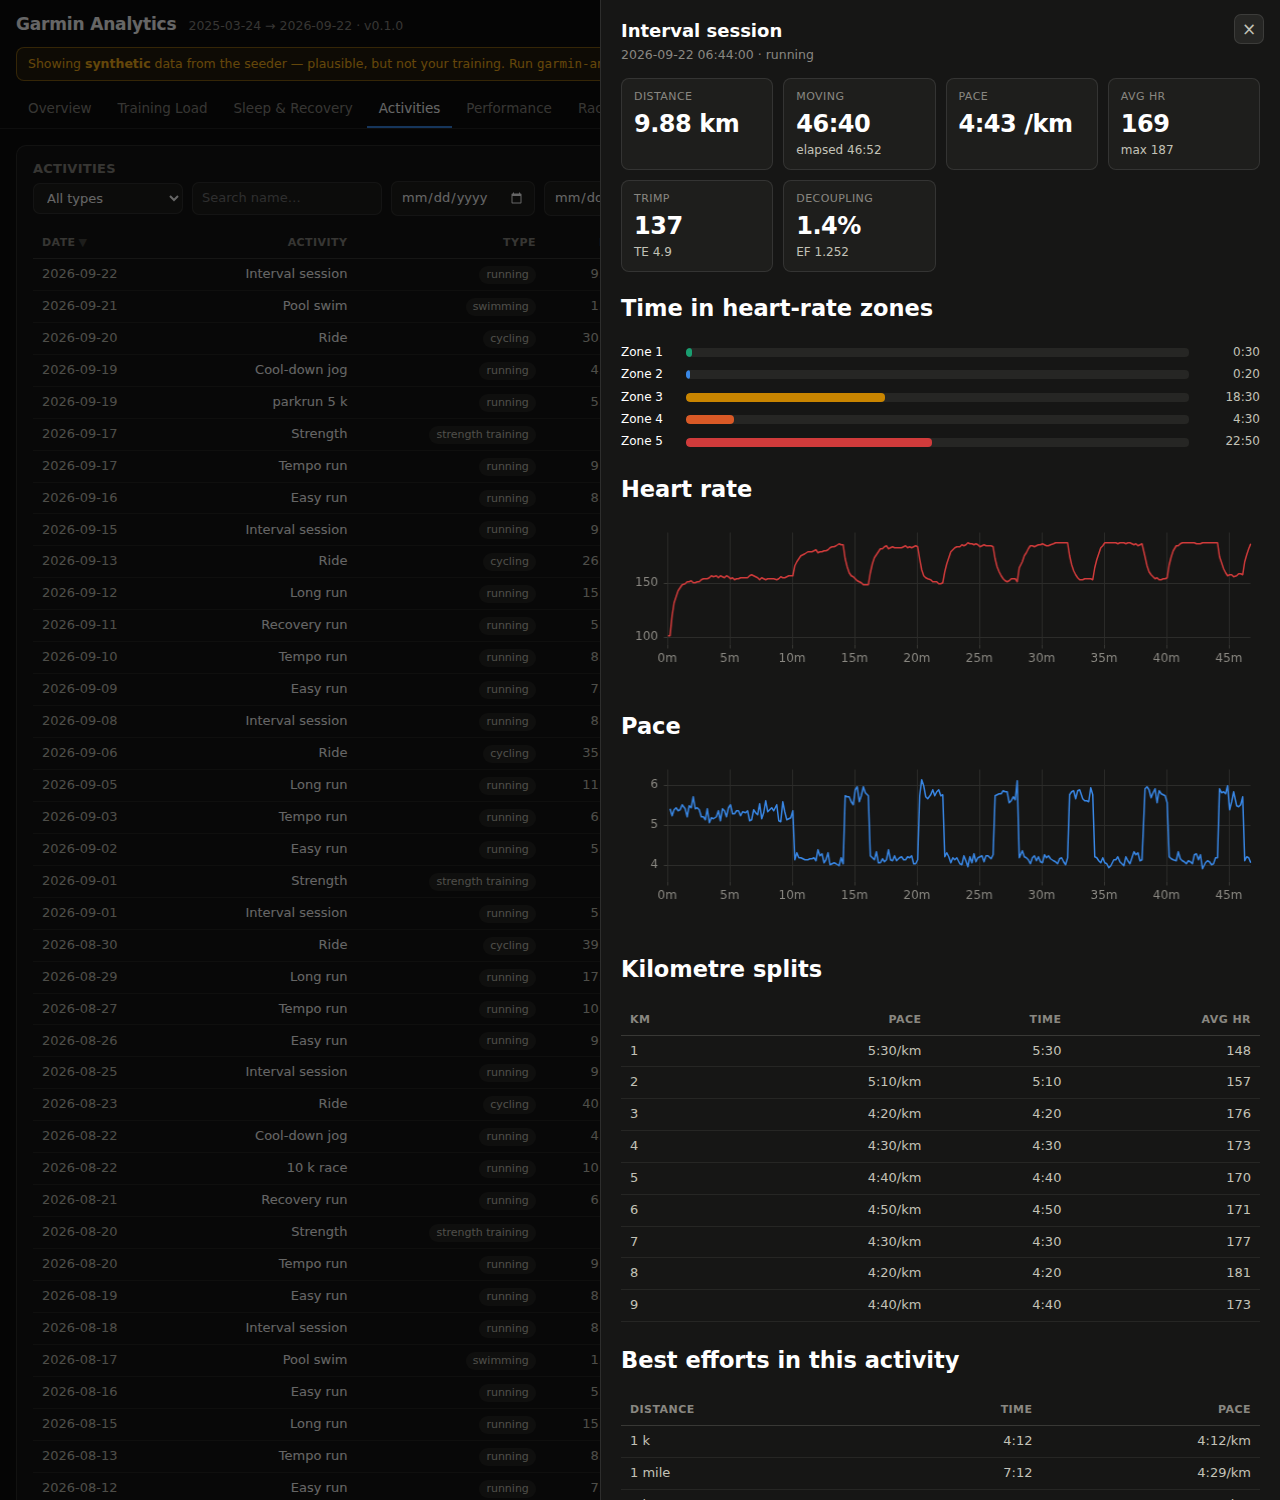 Garmin Analytics 2025-03-24 → 2026-09-22 · v0.1.0
Showing synthetic data from the seeder — plausible, but not your training. Run garmin-a
Overview Training Load Sleep & Recovery Activities Performance
ACTIVITIES
All types Search name... mm/dd/yyyy
DATE ▼ ACTIVITY TYPE
2026-09-22 Interval session running
2026-09-21 Pool swim swimming
2026-09-20 Ride cycling
2026-09-19 Cool-down jog running
2026-09-19 parkrun 5 k running
2026-09-17 Strength strength training
2026-09-17 Tempo run running
2026-09-16 Easy run running
2026-09-15 Interval session running
2026-09-13 Ride cycling
2026-09-12 Long run running
2026-09-11 Recovery run running
2026-09-10 Tempo run running
2026-09-09 Easy run running
2026-09-08 Interval session running
2026-09-06 Ride cycling
2026-09-05 Long run running
2026-09-03 Tempo run running
2026-09-02 Easy run running
2026-09-01 Strength strength training
2026-09-01 Interval session running
2026-08-30 Ride cycling
2026-08-29 Long run running
2026-08-27 Tempo run running
2026-08-26 Easy run running
2026-08-25 Interval session running
2026-08-23 Ride cycling
2026-08-22 Cool-down jog running
2026-08-22 10 k race running
2026-08-21 Recovery run running
2026-08-20 Strength strength training
2026-08-20 Tempo run running
2026-08-19 Easy run running
2026-08-18 Interval session running
2026-08-17 Pool swim swimming
2026-08-16 Easy run running
2026-08-15 Long run running
2026-08-13 Tempo run running
2026-08-12 Easy run running
Interval session
×
2026-09-22 06:44:00 · running
DISTANCE
9.88 km
MOVING
46:40
elapsed 46:52
PACE
4:43 /km
AVG HR
169
max 187
TRIMP
137
TE 4.9
DECOUPLING
1.4%
EF 1.252
Time in heart-rate zones
Zone 1 0:30
Zone 2 0:20
Zone 3 18:30
Zone 4 4:30
Zone 5 22:50
Heart rate
150
100
0m 5m 10m 15m 20m 25m 30m 35m 40m 45m
Pace
6
5
4
0m 5m 10m 15m 20m 25m 30m 35m 40m 45m
Kilometre splits
KM PACE TIME AVG HR
1 5:30/km 5:30 148
2 5:10/km 5:10 157
3 4:20/km 4:20 176
4 4:30/km 4:30 173
5 4:40/km 4:40 170
6 4:50/km 4:50 171
7 4:30/km 4:30 177
8 4:20/km 4:20 181
9 4:40/km 4:40 173
Best efforts in this activity
DISTANCE TIME PACE
1 k 4:12 4:12/km
1 mile 7:12 4:29/km